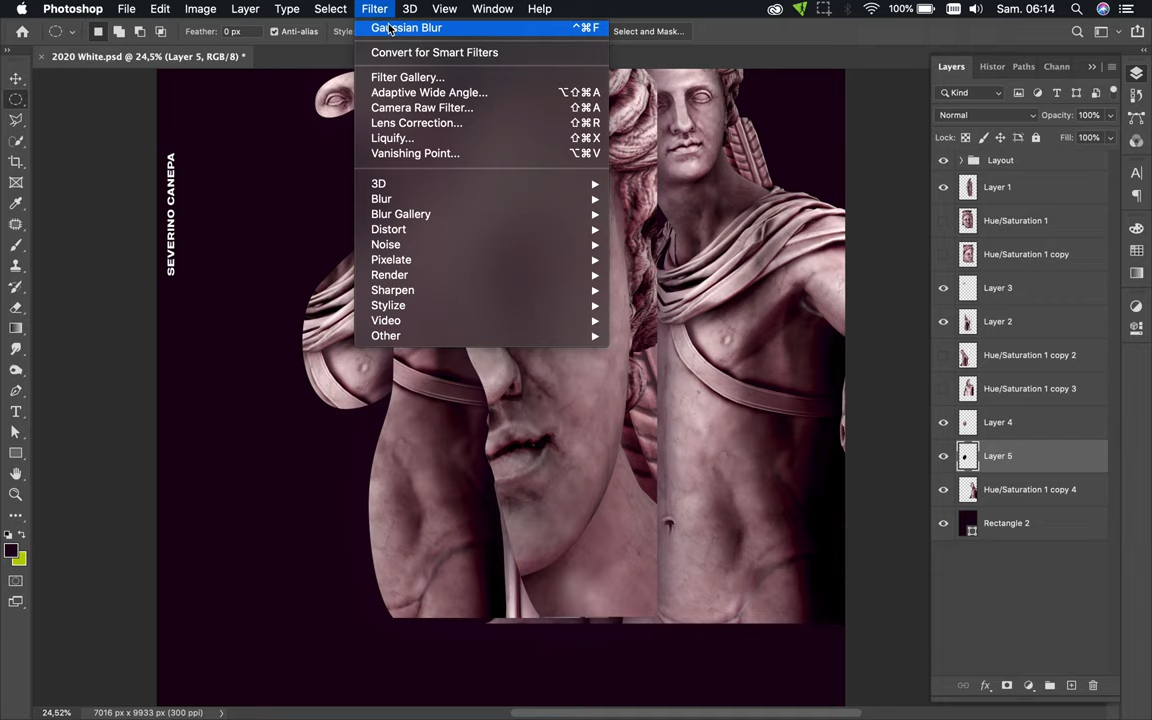 Photoshop File Edit Image Layer Type Select Filter 3D View Window Help 100% Sam. 06:14
Feather: 0 px Anti-alias Style Select and Mask...
2020 White.psd @ 24,5% (Layer 5, RGB/8) *
Gaussian Blur ^⌘F
Convert for Smart Filters
Filter Gallery...
Adaptive Wide Angle... ⌥⇧⌘A
Camera Raw Filter... ⇧⌘A
Lens Correction... ⇧⌘R
Liquify... ⇧⌘X
Vanishing Point... ⌥⌘V
3D
Blur
Blur Gallery
Distort
Noise
Pixelate
Render
Sharpen
Stylize
Video
Other
SEVERINO CANEPA
Layers Histor Paths Chann
Kind
Normal Opacity: 100%
Lock: Fill: 100%
Layout
Layer 1
Hue/Saturation 1
Hue/Saturation 1 copy
Layer 3
Layer 2
Hue/Saturation 1 copy 2
Hue/Saturation 1 copy 3
Layer 4
Layer 5
Hue/Saturation 1 copy 4
Rectangle 2
24,52% 7016 px x 9933 px (300 ppi)